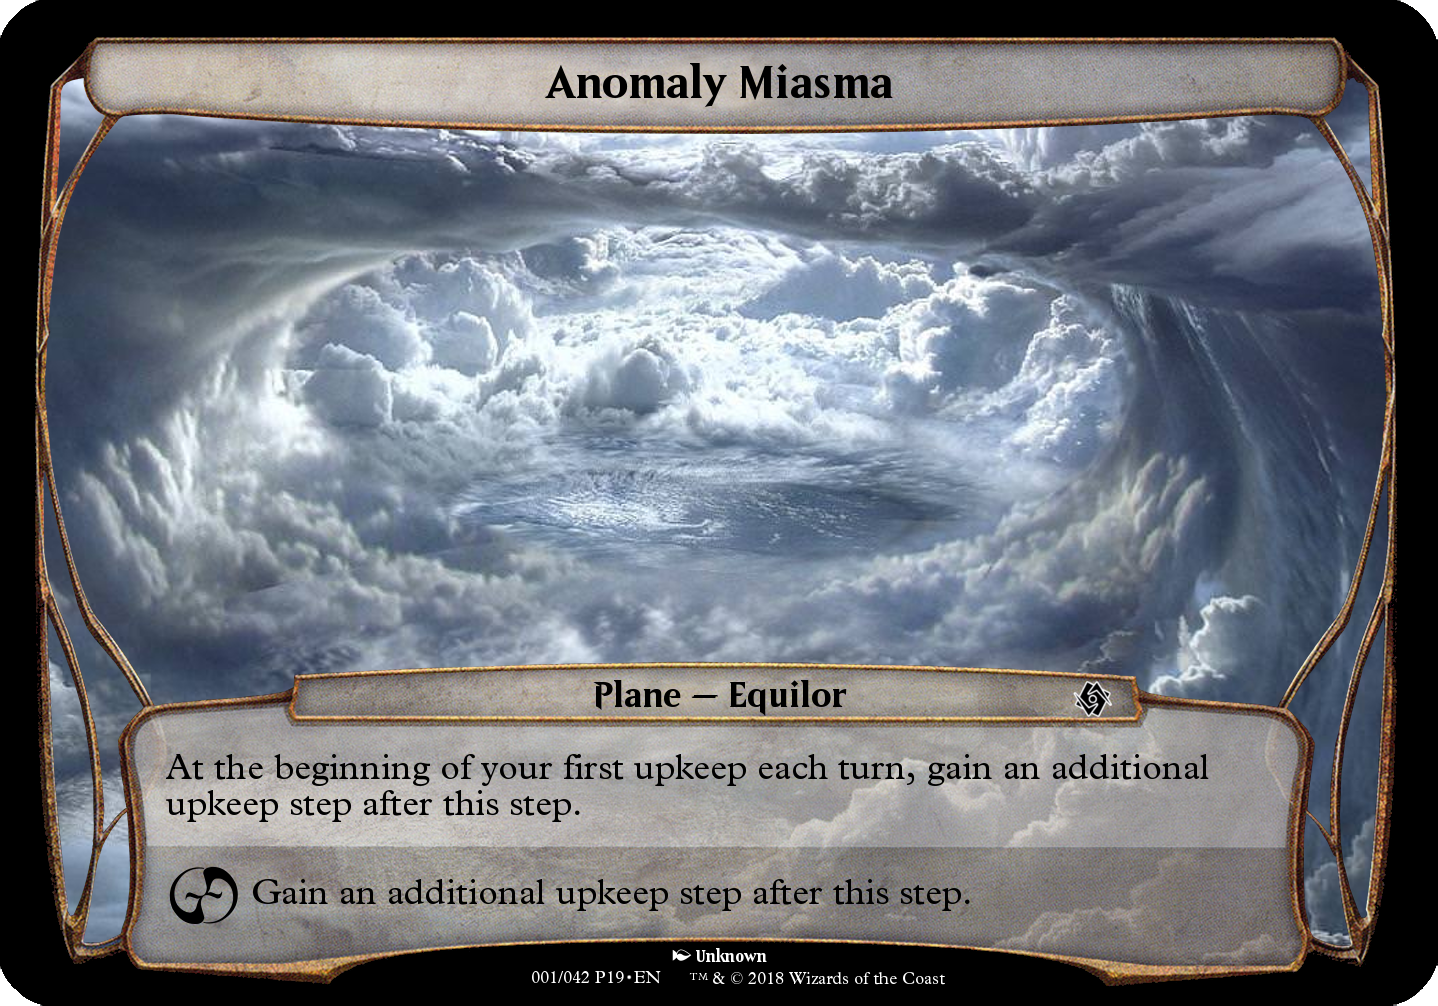 Anomaly Miasma
Plane — Equilor
At the beginning of your first upkeep each turn, gain an additional
upkeep step after this step.
Gain an additional upkeep step after this step.
Unknown
001/042 P19•EN ™ & © 2018 Wizards of the Coast